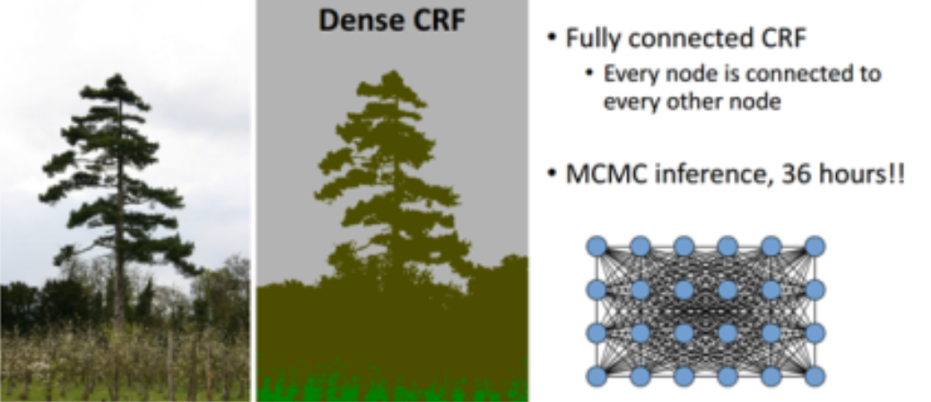 Dense CRF
• Fully connected CRF
• Every node is connected to
every other node
• MCMC inference, 36 hours!!